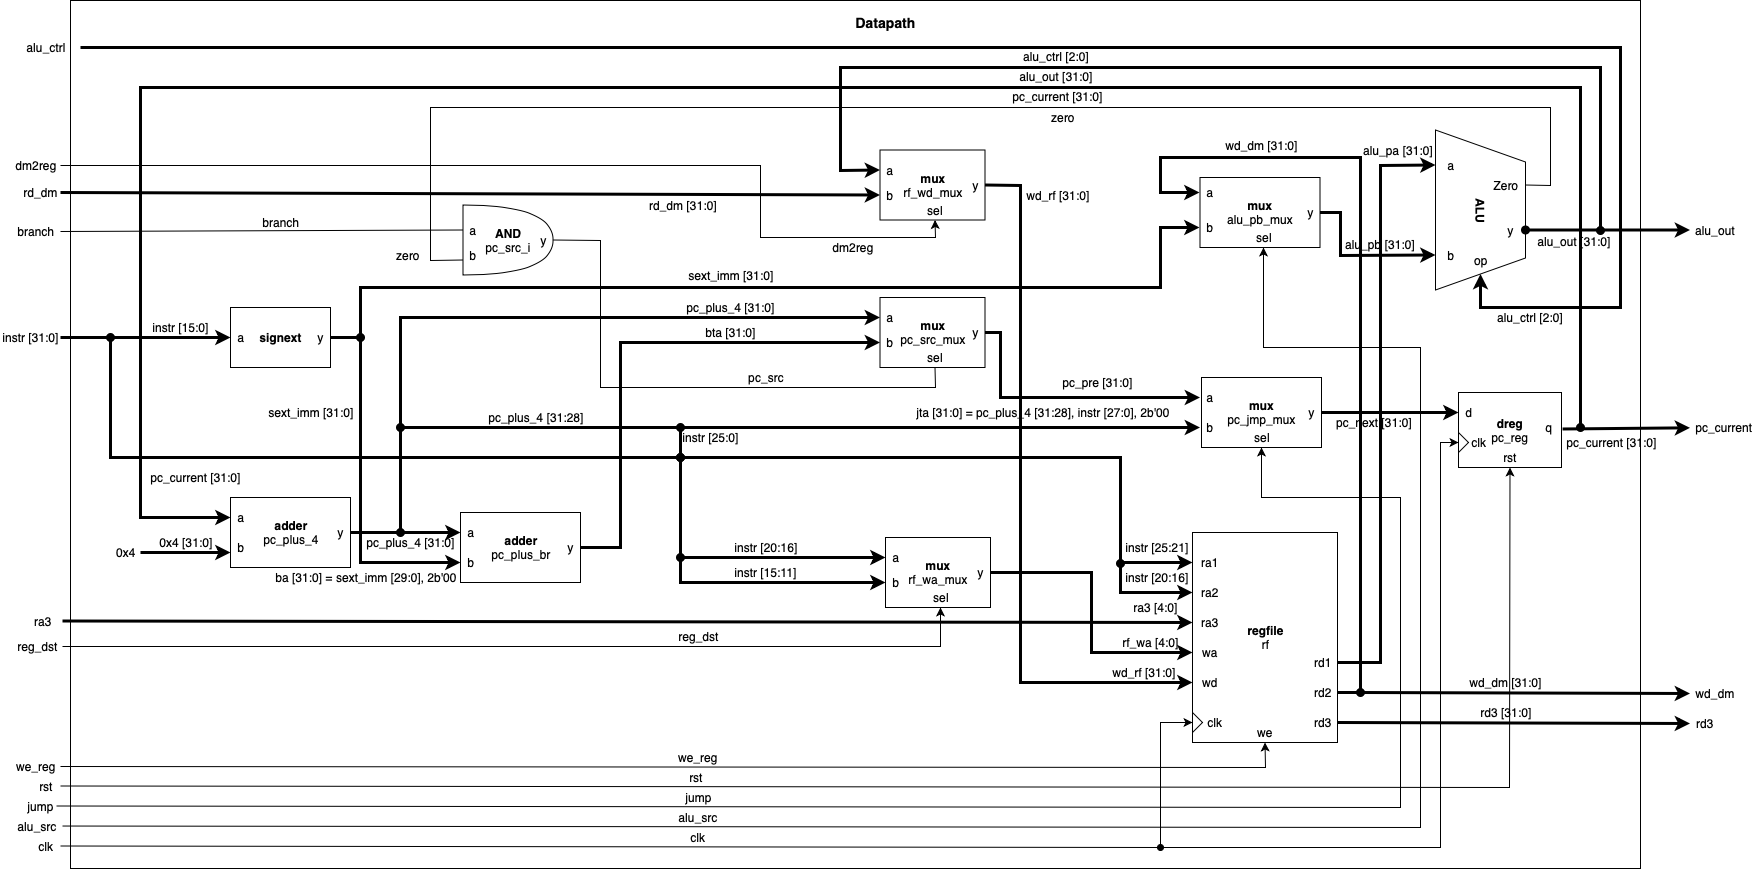 Datapath
alu_ctrl
alu_ctrl [2:0]
alu_out [31:0]
pc_current [31:0]
zero
dm2reg
rd_dm
rd_dm [31:0]
branch
branch
zero
AND
pc_src_i
a
b
y
dm2reg
mux
rf_wd_mux
a
b
y
sel
wd_rf [31:0]
wd_dm [31:0]
mux
alu_pb_mux
a
b
y
sel
alu_pa [31:0]
alu_pb [31:0]
ALU
a
b
Zero
y
op
alu_out [31:0]
alu_out
alu_ctrl [2:0]
sext_imm [31:0]
instr [31:0]
instr [15:0]
a
signext
y
pc_plus_4 [31:0]
bta [31:0]
mux
pc_src_mux
a
b
y
sel
pc_src
pc_pre [31:0]
sext_imm [31:0]
pc_plus_4 [31:28]
instr [25:0]
jta [31:0] = pc_plus_4 [31:28], instr [27:0], 2b'00
mux
pc_jmp_mux
a
b
y
sel
pc_next [31:0]
dreg
pc_reg
d
clk
q
rst
pc_current
pc_current [31:0]
pc_current [31:0]
0x4
0x4 [31:0]
adder
pc_plus_4
a
b
y
pc_plus_4 [31:0]
ba [31:0] = sext_imm [29:0], 2b'00
adder
pc_plus_br
a
b
y
instr [20:16]
instr [15:11]
mux
rf_wa_mux
a
b
y
sel
instr [25:21]
instr [20:16]
ra3 [4:0]
rf_wa [4:0]
wd_rf [31:0]
regfile
rf
ra1
ra2
ra3
wa
wd
clk
we
rd1
rd2
rd3
ra3
reg_dst
reg_dst
wd_dm [31:0]
wd_dm
rd3 [31:0]
rd3
we_reg
we_reg
rst
rst
jump
jump
alu_src
alu_src
clk
clk